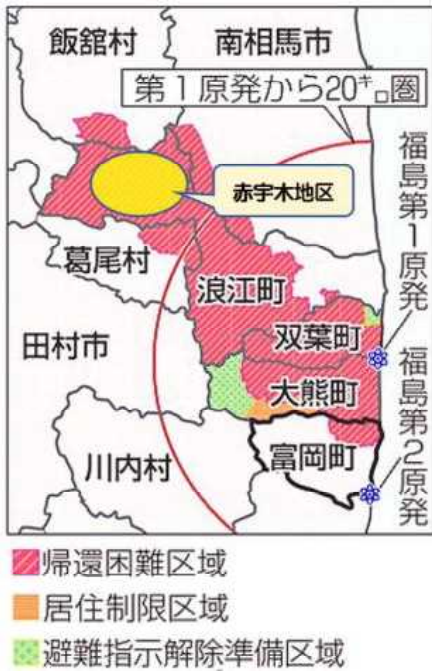 飯舘村
南相馬市
第1原発から20㌔圏
赤宇木地区
葛尾村
浪江町
双葉町
田村市
大熊町
川内村
富岡町
福島第1原発
福島第2原発
帰還困難区域
居住制限区域
避難指示解除準備区域